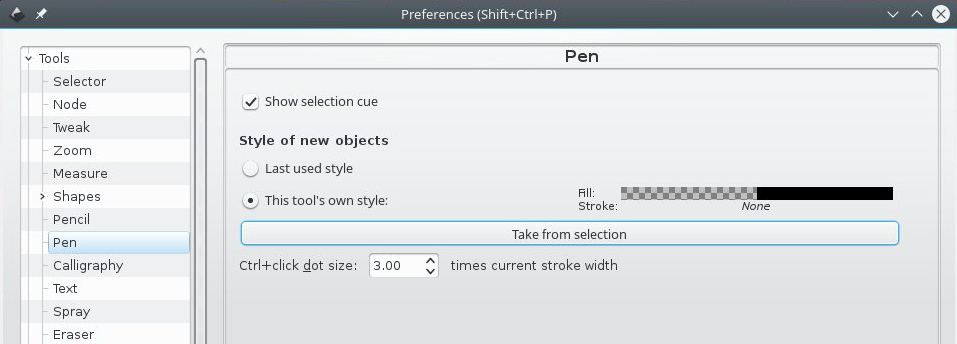 Preferences (Shift+Ctrl+P)
Tools
Selector
Node
Tweak
Zoom
Measure
Shapes
Pencil
Pen
Calligraphy
Text
Spray
Eraser
Pen
Show selection cue
Style of new objects
Last used style
This tool's own style:
Fill:
Stroke: None
Take from selection
Ctrl+click dot size: 3.00 times current stroke width